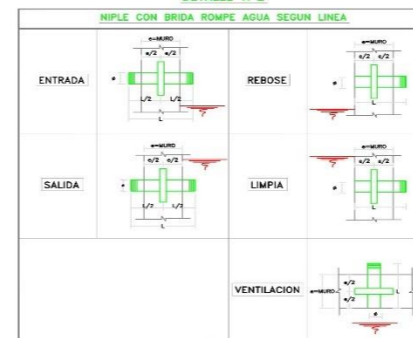 NIPLE CON BRIDA ROMPE AGUA SEGUN LINEA
ENTRADA
e=MURO
e/2 e/2
L/2 L/2
L
REBOSE
e=MURO
e/2 e/2
L
SALIDA
e=MURO
e/2 e/2
L/2 L/2
L
LIMPIA
e=MURO
e/2 e/2
L
VENTILACION
e=MURO
e/2
e/2
L